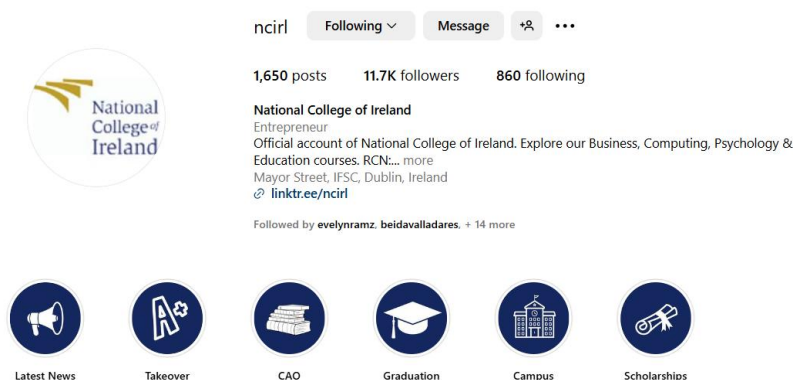 ncirl Following Message
1,650 posts 11.7K followers 860 following
National
College of
Ireland
National College of Ireland
Entrepreneur
Official account of National College of Ireland. Explore our Business, Computing, Psychology &
Education courses. RCN:... more
Mayor Street, IFSC, Dublin, Ireland
linktr.ee/ncirl
Followed by evelynramz, beidavalladares, + 14 more
A+
Latest News Takeover CAO Graduation Campus Scholarships